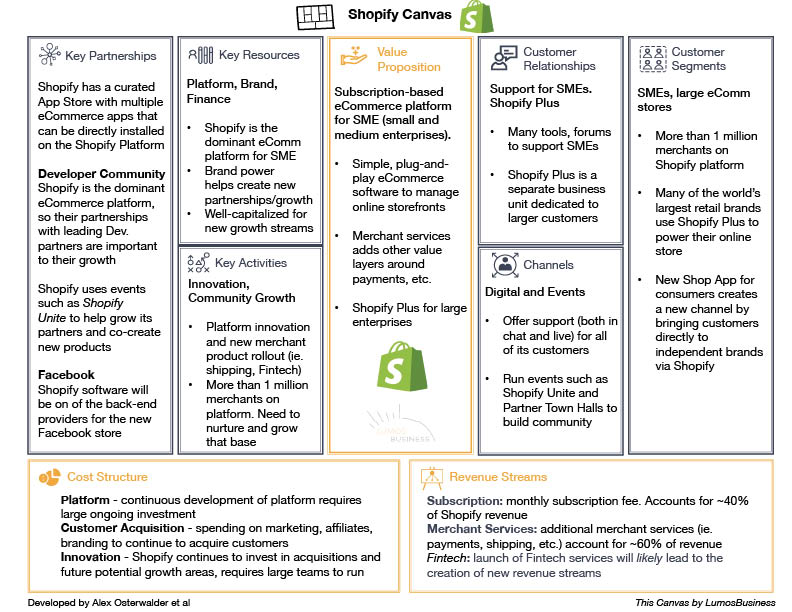 Shopify Canvas
Key Partnerships
Shopify has a curated
App Store with multiple
eCommerce apps that
can be directly installed
on the Shopify Platform
Developer Community
Shopify is the dominant
eCommerce platform,
so their partnerships
with leading Dev.
partners are important
to their growth
Shopify uses events
such as Shopify
Unite to help grow its
partners and co-create
new products
Facebook
Shopify software will
be on of the back-end
providers for the new
Facebook store
Key Resources
Platform, Brand,
Finance
• Shopify is the
dominant eComm
platform for SME
• Brand power
helps create new
partnerships/growth
• Well-capitalized for
new growth streams
Key Activities
Innovation,
Community Growth
• Platform innovation
and new merchant
product rollout (ie.
shipping, Fintech)
• More than 1 million
merchants on
platform. Need to
nurture and grow
that base
Value
Proposition
Subscription-based
eCommerce platform
for SME (small and
medium enterprises).
• Simple, plug-and-
play eCommerce
software to manage
online storefronts
• Merchant services
adds other value
layers around
payments, etc.
• Shopify Plus for large
enterprises
LUMOS
BUSINESS
Customer
Relationships
Support for SMEs.
Shopify Plus
• Many tools, forums
to support SMEs
• Shopify Plus is a
separate business
unit dedicated to
larger customers
Channels
Digital and Events
• Offer support (both in
chat and live) for all
of its customers
• Run events such as
Shopify Unite and
Partner Town Halls to
build community
Customer
Segments
SMEs, large eComm
stores
• More than 1 million
merchants on
Shopify platform
• Many of the world's
largest retail brands
use Shopify Plus to
power their online
store
• New Shop App for
consumers creates
a new channel by
bringing customers
directly to
independent brands
via Shopify
Cost Structure
Platform - continuous development of platform requires
large ongoing investment
Customer Acquisition - spending on marketing, affiliates,
branding to continue to acquire customers
Innovation - Shopify continues to invest in acquisitions and
future potential growth areas, requires large teams to run
Revenue Streams
Subscription: monthly subscription fee. Accounts for ~40%
of Shopify revenue
Merchant Services: additional merchant services (ie.
payments, shipping, etc.) account for ~60% of revenue
Fintech: launch of Fintech services will likely lead to the
creation of new revenue streams
Developed by Alex Osterwalder et al
This Canvas by LumosBusiness